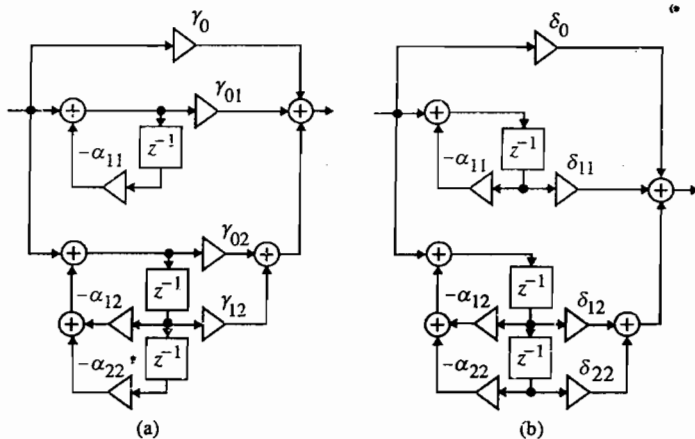 γ₀ δ₀
γ₀₁
-α₁₁ z⁻¹ -α₁₁ z⁻¹ δ₁₁
γ₀₂
-α₁₂ z⁻¹ γ₁₂ -α₁₂ z⁻¹ δ₁₂
-α₂₂ z⁻¹ -α₂₂ z⁻¹ δ₂₂
(a) (b)